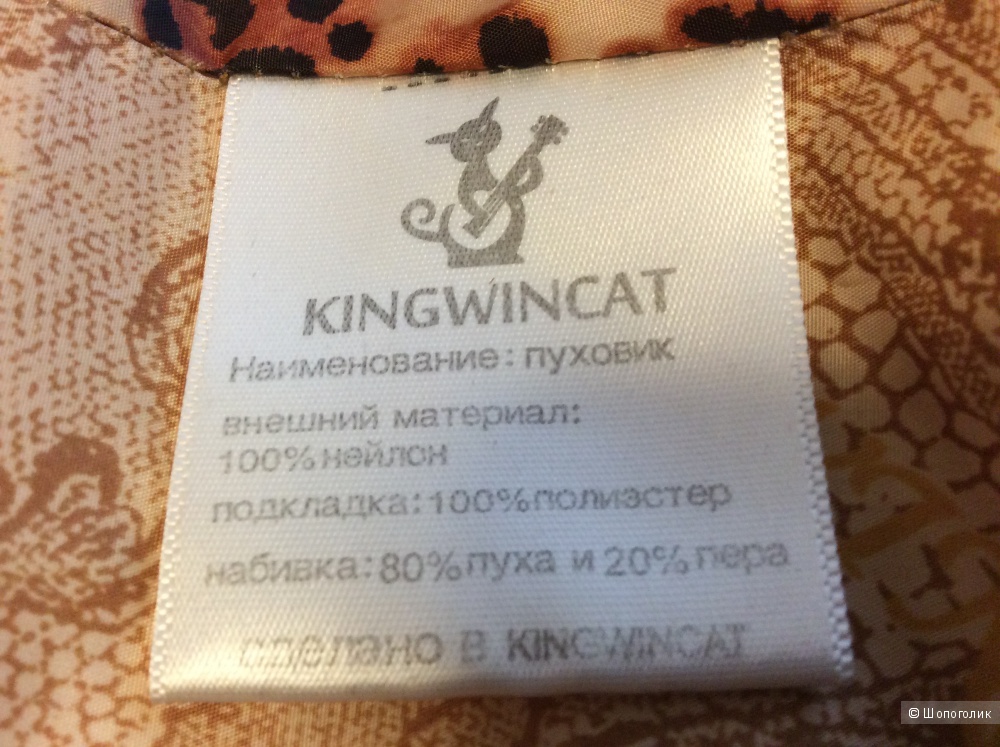 KINGWINCAT
Наименование: пуховик
внешний материал:
100% нейлон
подкладка: 100% полиэстер
набивка: 80% пуха и 20% пера
сделано в KINGWINCAT
© Шопоголик